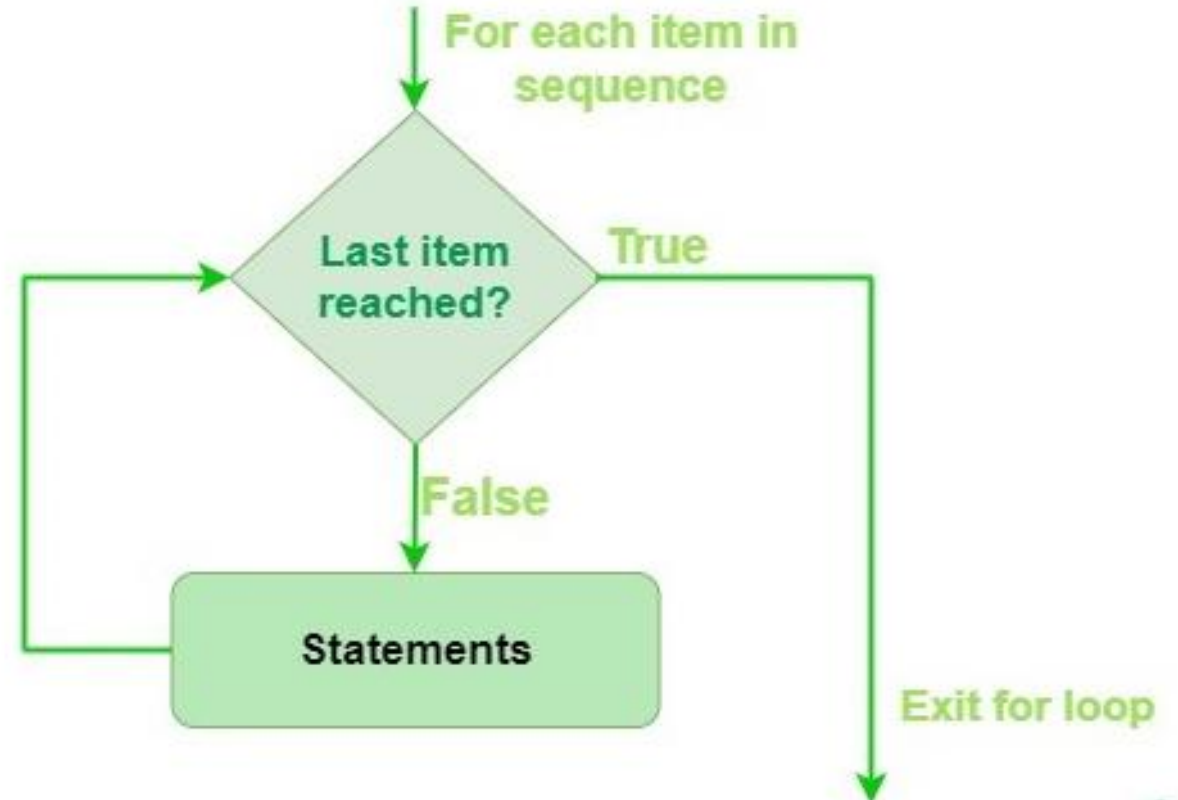 For each item in
sequence
Last item
reached?
True
False
Statements
Exit for loop